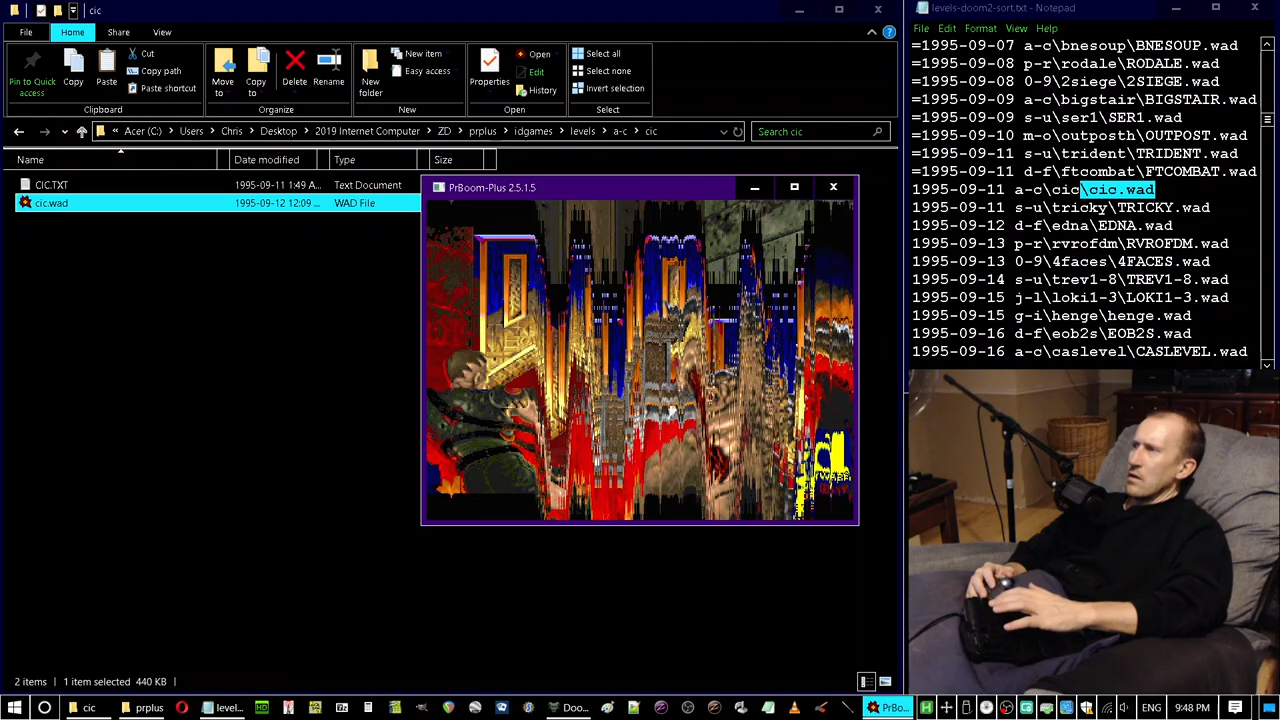 cic
File
Home
Share
View
Pin to Quick access
Copy
Paste
Cut
Copy path
Paste shortcut
Clipboard
Move to
Copy to
Delete
Rename
Organize
New folder
New item
Easy access
New
Properties
Open
Edit
History
Open
Select all
Select none
Invert selection
Select
« Acer (C:) › Users › Chris › Desktop › 2019 Internet Computer › ZD › prplus › idgames › levels › a-c › cic
Search cic
Name Date modified Type Size
CIC.TXT 1995-09-11 1:49 A... Text Document
cic.wad 1995-09-12 12:09 ... WAD File
PrBoom-Plus 2.5.1.5
2 items | 1 item selected 440 KB |
levels-doom2-sort.txt - Notepad
File Edit Format View Help
=1995-09-07 a-c\bnesoup\BNESOUP.wad
=1995-09-08 p-r\rodale\RODALE.wad
=1995-09-08 0-9\2siege\2SIEGE.wad
=1995-09-09 a-c\bigstair\BIGSTAIR.wad
=1995-09-09 s-u\ser1\SER1.wad
=1995-09-10 m-o\outposth\OUTPOST.wad
=1995-09-11 s-u\trident\TRIDENT.wad
=1995-09-11 d-f\ftcombat\FTCOMBAT.wad
1995-09-11 a-c\cic\cic.wad
1995-09-11 s-u\tricky\TRICKY.wad
1995-09-12 d-f\edna\EDNA.wad
1995-09-13 p-r\rvrofdm\RVROFDM.wad
1995-09-13 0-9\4faces\4FACES.wad
1995-09-14 s-u\trev1-8\TREV1-8.wad
1995-09-15 j-l\loki1-3\LOKI1-3.wad
1995-09-15 g-i\henge\henge.wad
1995-09-16 d-f\eob2s\EOB2S.wad
1995-09-16 a-c\caslevel\CASLEVEL.wad
cic
prplus
level...
HD
Doo...
PrBo...
ENG
9:48 PM